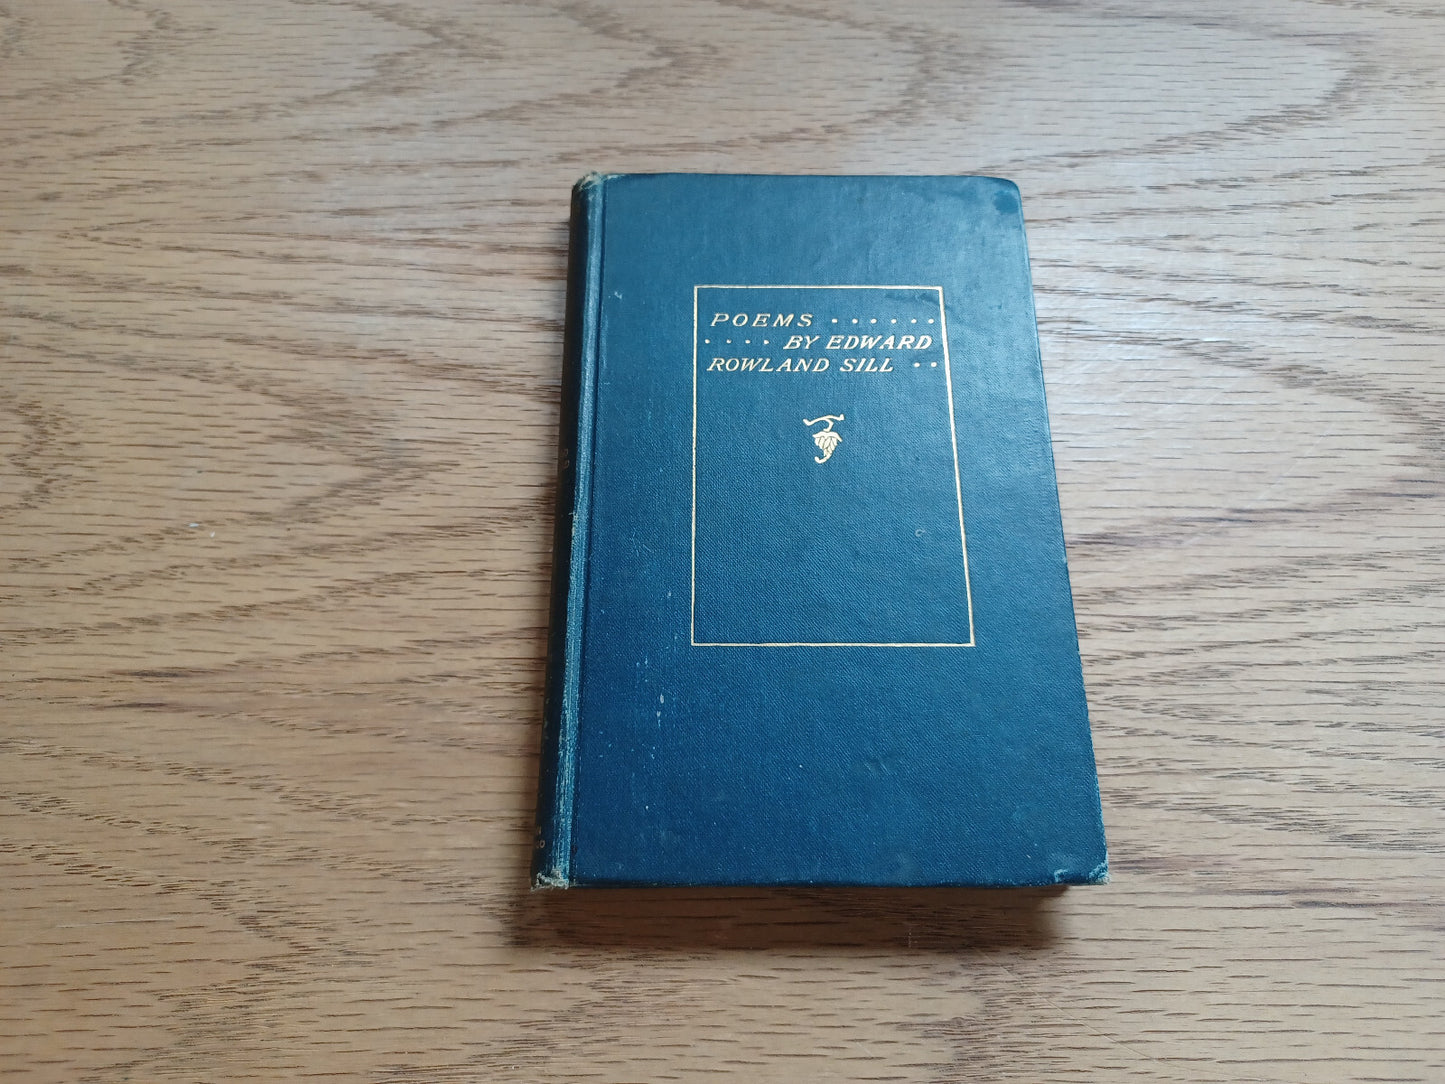 POEMS . . . . . .
. . . . BY EDWARD
ROWLAND SILL . .